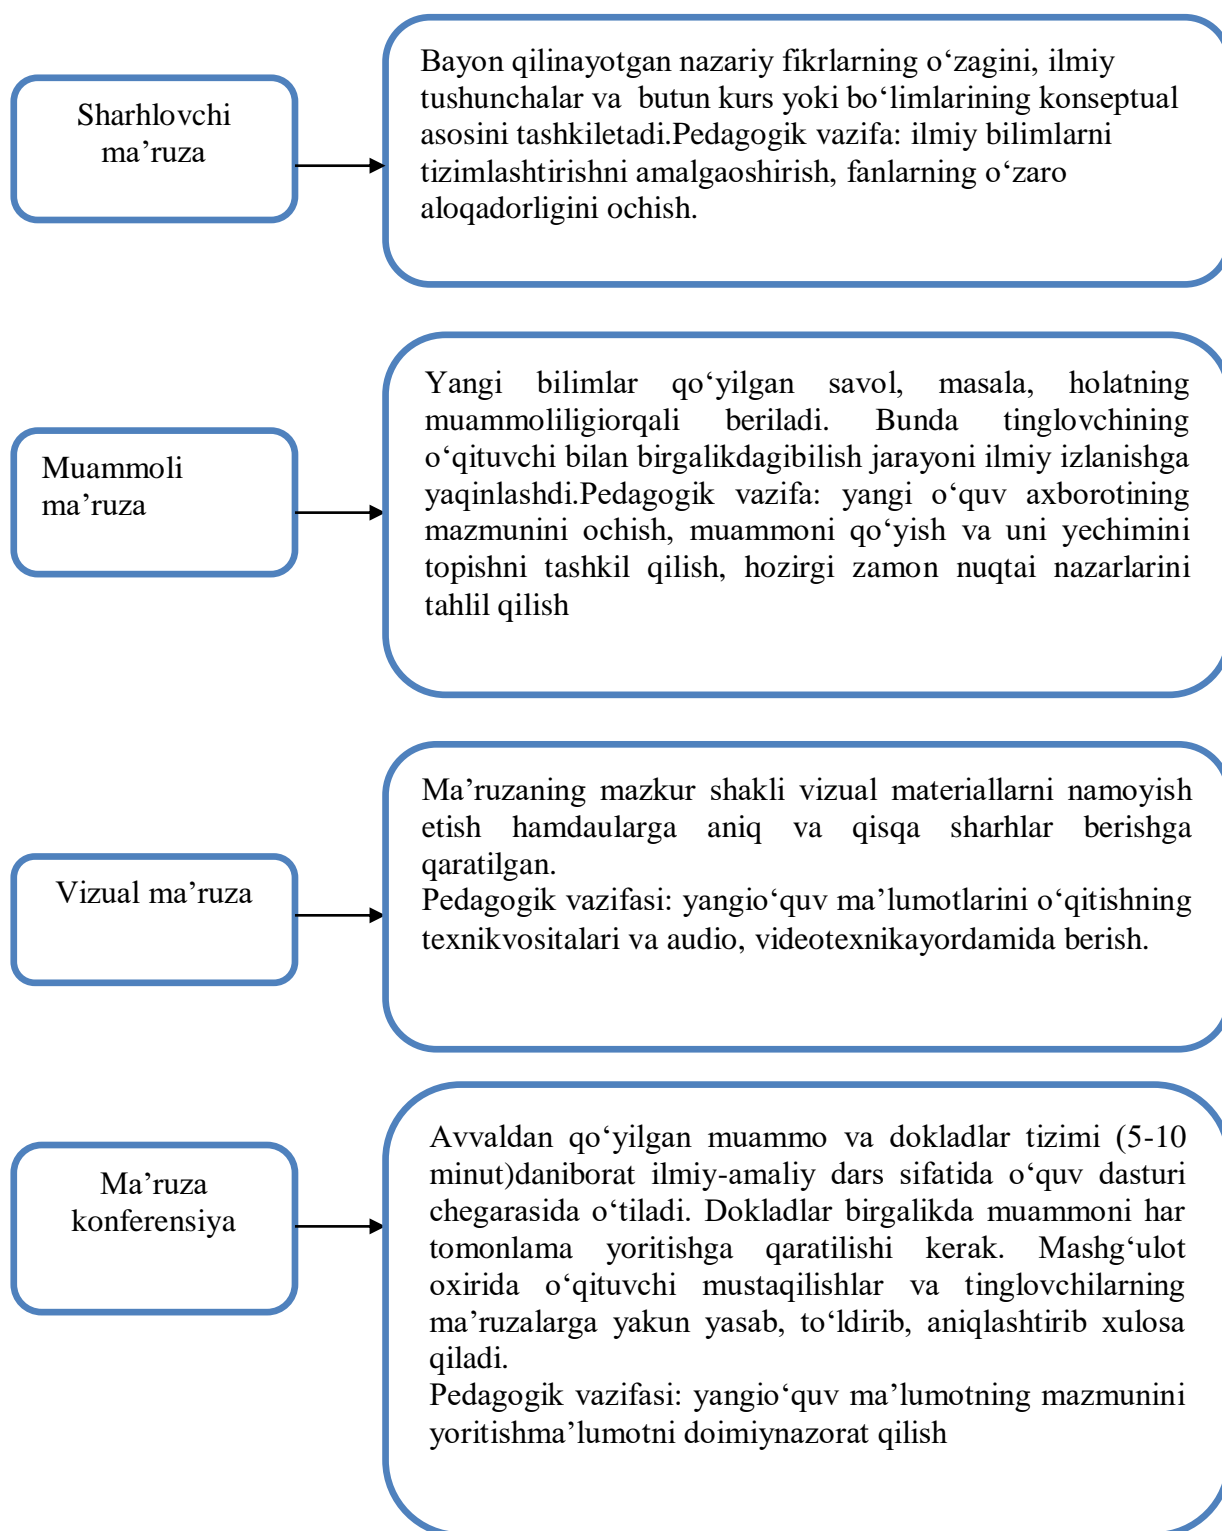 Sharhlovchi
ma’ruza
Bayon qilinayotgan nazariy fikrlarning o‘zagini, ilmiy
tushunchalar va butun kurs yoki bo‘limlarining konseptual
asosini tashkiletadi.Pedagogik vazifa: ilmiy bilimlarni
tizimlashtirishni amalgaoshirish, fanlarning o‘zaro
aloqadorligini ochish.
Muammoli
ma’ruza
Yangi bilimlar qo‘yilgan savol, masala, holatning
muammoliligiorqali beriladi. Bunda tinglovchining
o‘qituvchi bilan birgalikdagibilish jarayoni ilmiy izlanishga
yaqinlashdi.Pedagogik vazifa: yangi o‘quv axborotining
mazmunini ochish, muammoni qo‘yish va uni yechimini
topishni tashkil qilish, hozirgi zamon nuqtai nazarlarini
tahlil qilish
Vizual ma’ruza
Ma’ruzaning mazkur shakli vizual materiallarni namoyish
etish hamdaularga aniq va qisqa sharhlar berishga
qaratilgan.
Pedagogik vazifasi: yangio‘quv ma’lumotlarini o‘qitishning
texnikvositalari va audio, videotexnikayordamida berish.
Ma’ruza
konferensiya
Avvaldan qo‘yilgan muammo va dokladlar tizimi (5-10
minut)daniborat ilmiy-amaliy dars sifatida o‘quv dasturi
chegarasida o‘tiladi. Dokladlar birgalikda muammoni har
tomonlama yoritishga qaratilishi kerak. Mashg‘ulot
oxirida o‘qituvchi mustaqilishlar va tinglovchilarning
ma’ruzalarga yakun yasab, to‘ldirib, aniqlashtirib xulosa
qiladi.
Pedagogik vazifasi: yangio‘quv ma’lumotning mazmunini
yoritishma’lumotni doimiynazorat qilish